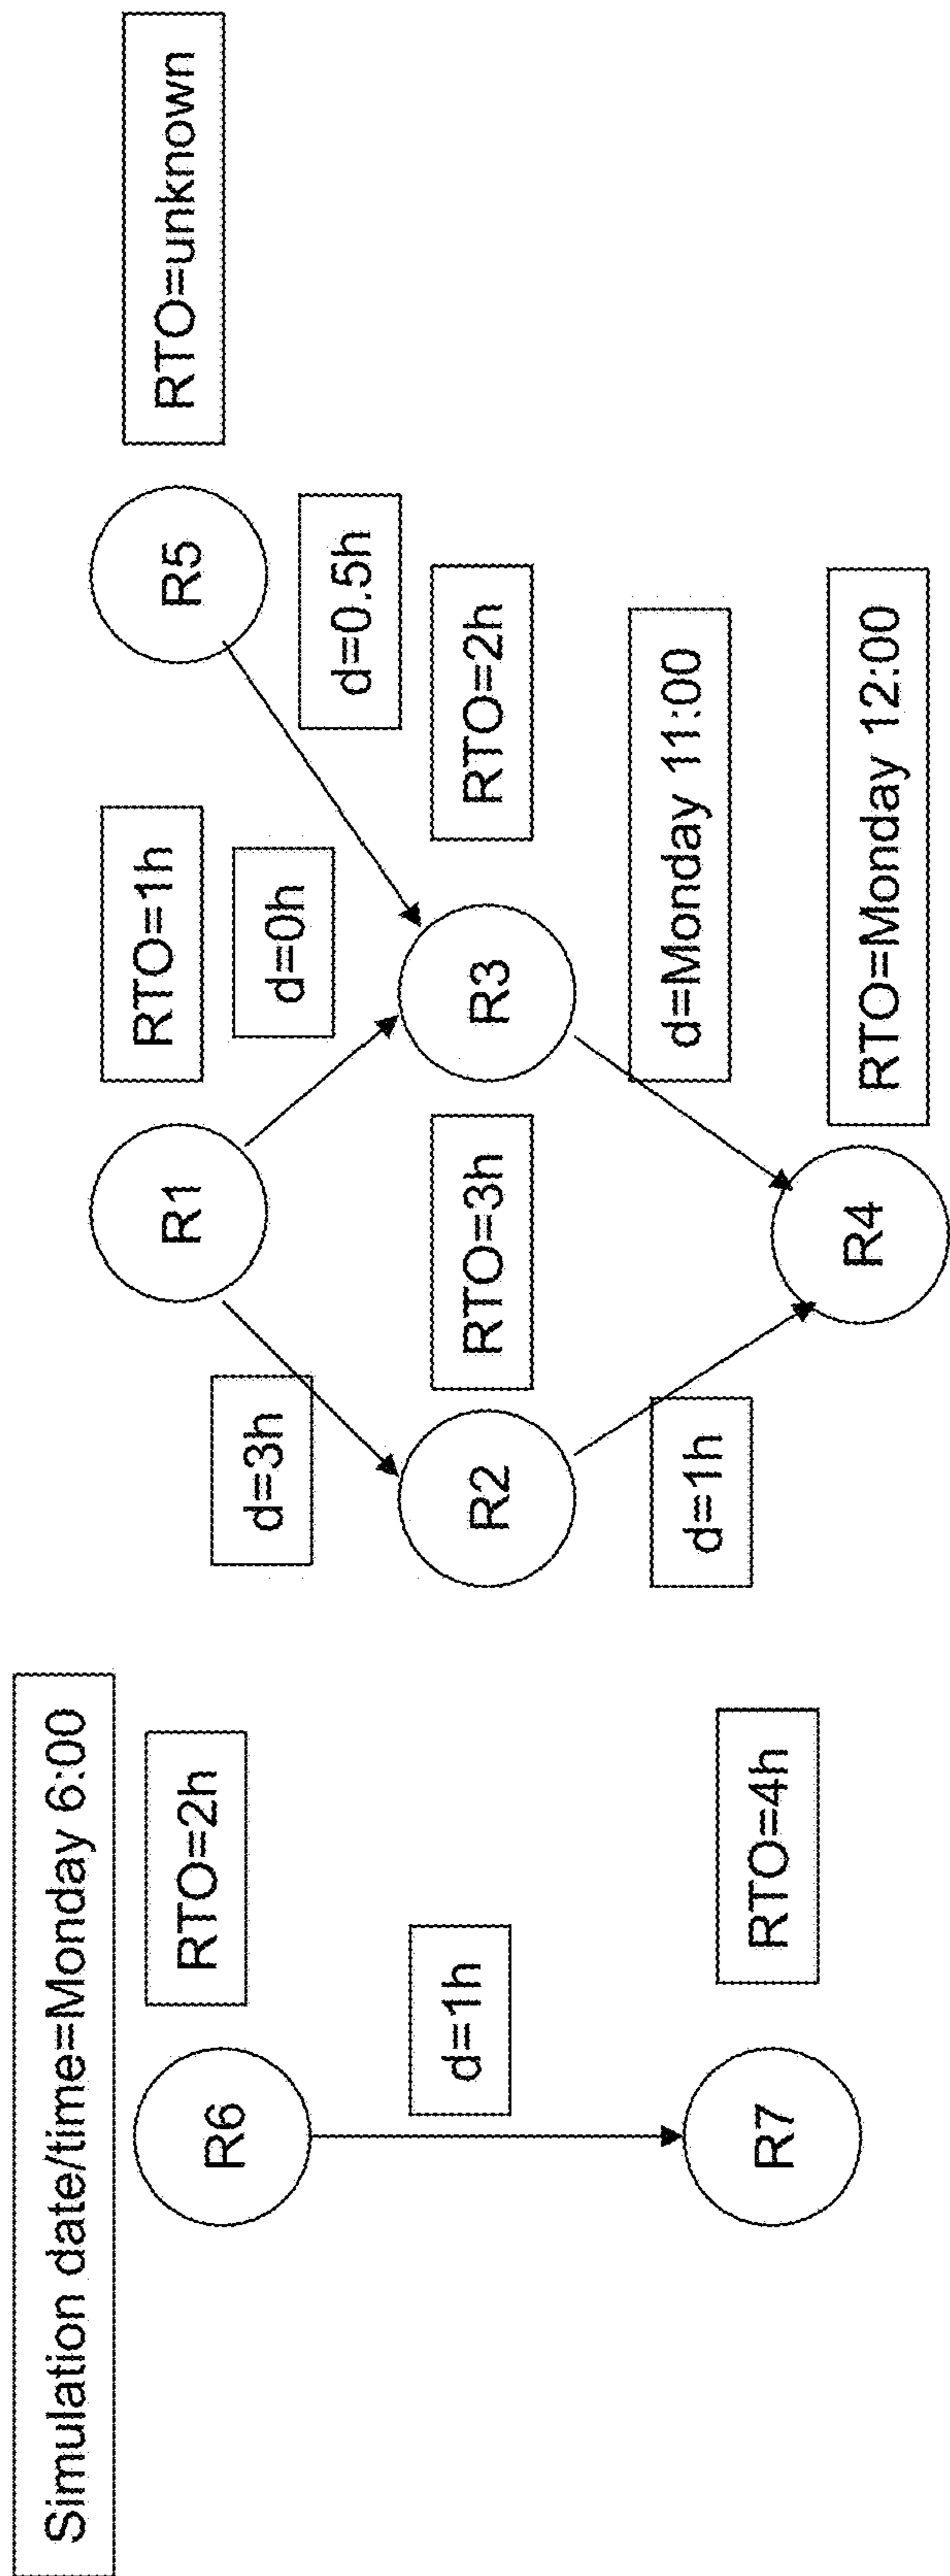 Simulation date/time=Monday 6:00
R6
RTO=2h
d=1h
R7
RTO=4h
R1
RTO=1h
R5
RTO=unknown
d=3h
d=0h
d=0.5h
R2
RTO=3h
R3
RTO=2h
d=1h
d=Monday 11:00
R4
RTO=Monday 12:00